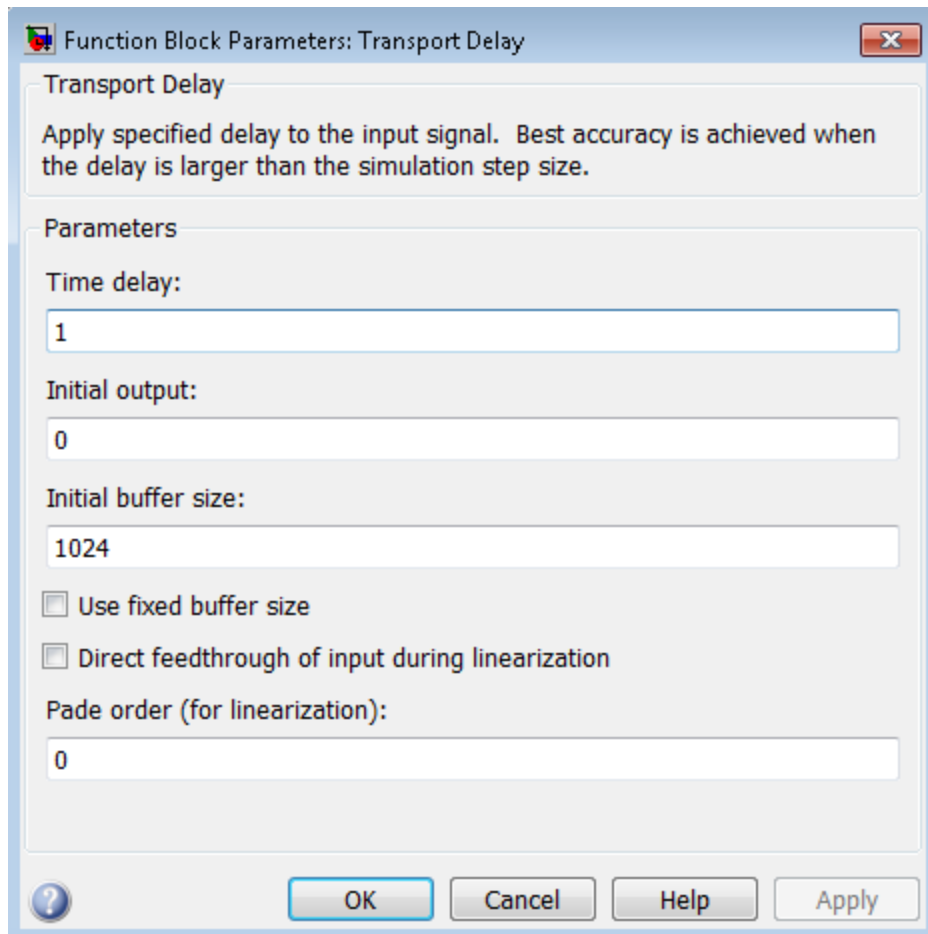 Function Block Parameters: Transport Delay
Transport Delay
Apply specified delay to the input signal.  Best accuracy is achieved when
the delay is larger than the simulation step size.
Parameters
Time delay:
1
Initial output:
0
Initial buffer size:
1024
Use fixed buffer size
Direct feedthrough of input during linearization
Pade order (for linearization):
0
? OK Cancel Help Apply